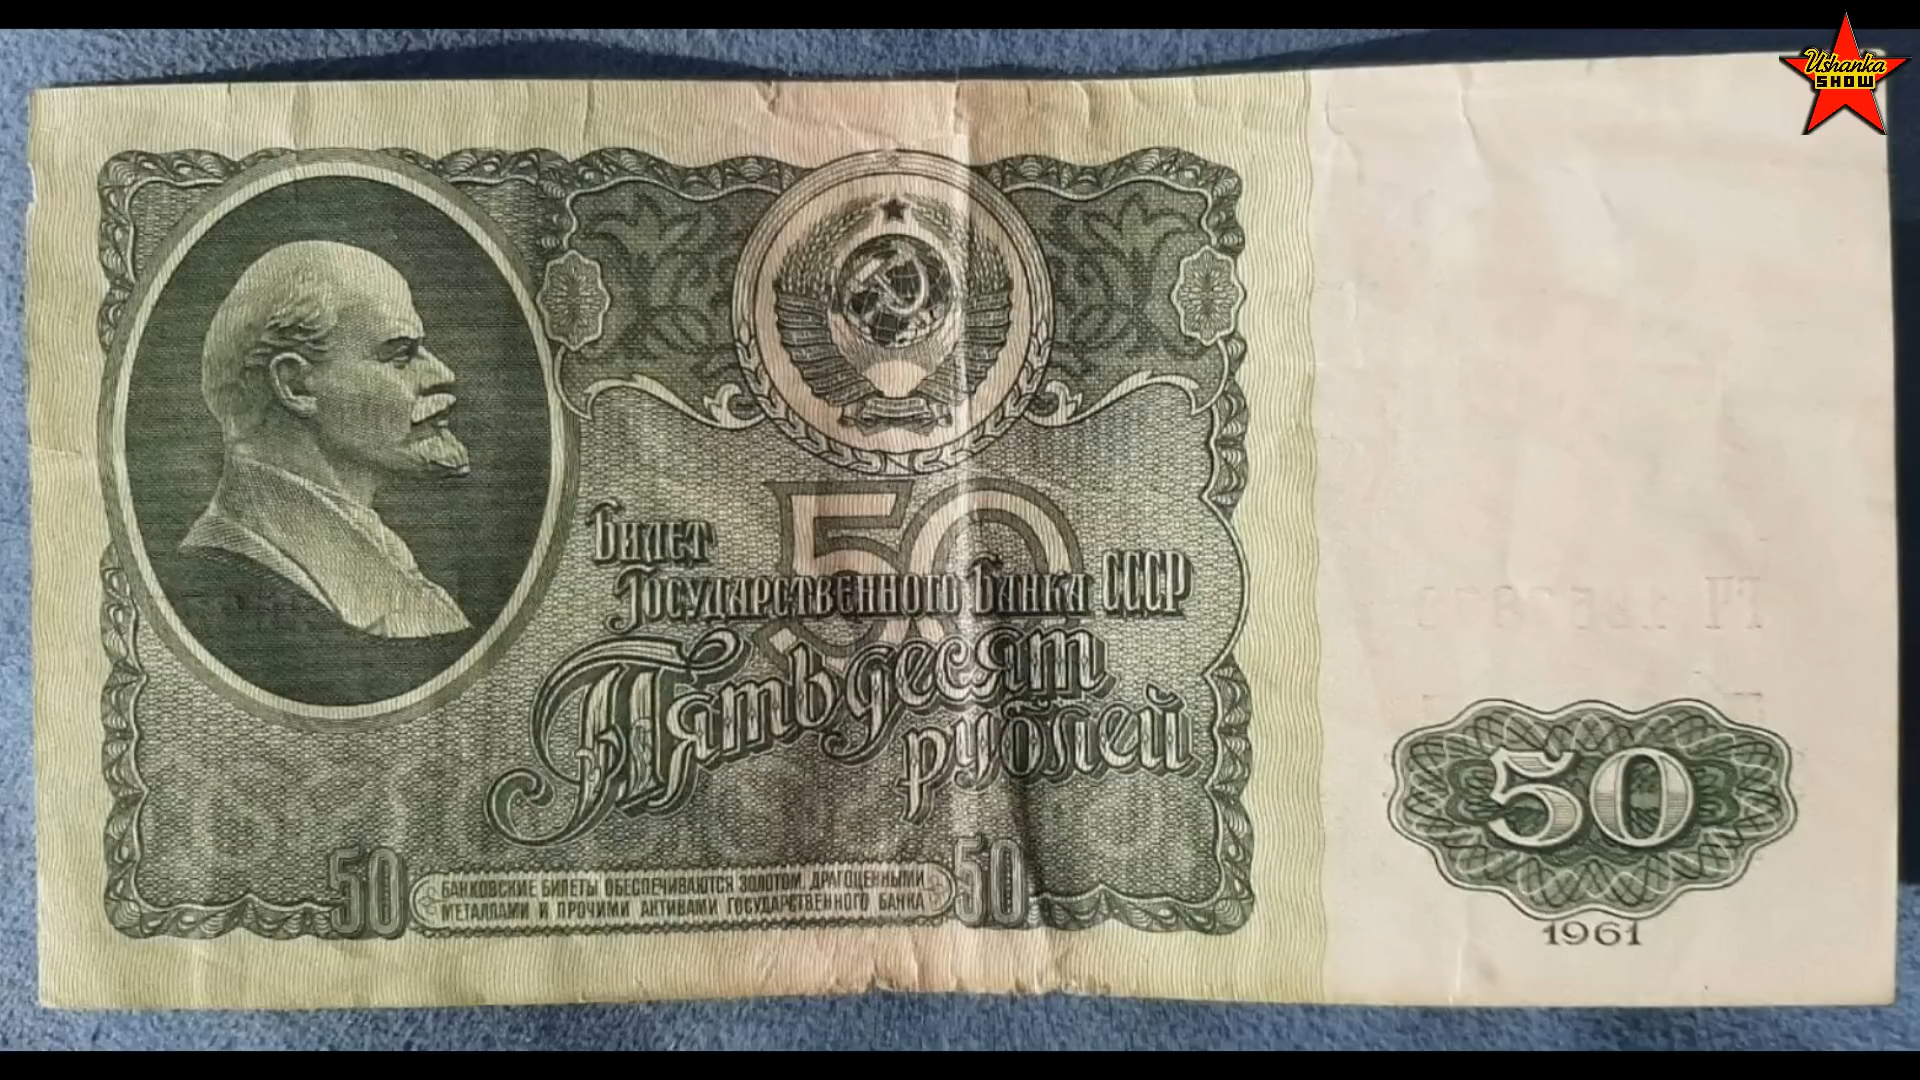 Ushanka
SHOW
50
Билет
Государственного Банка СССР
Пятьдесят
рублей
50
БАНКОВСКИЕ БИЛЕТЫ ОБЕСПЕЧИВАЮТСЯ ЗОЛОТОМ, ДРАГОЦЕННЫМИ
МЕТАЛЛАМИ И ПРОЧИМИ АКТИВАМИ ГОСУДАРСТВЕННОГО БАНКА
50
50
1961